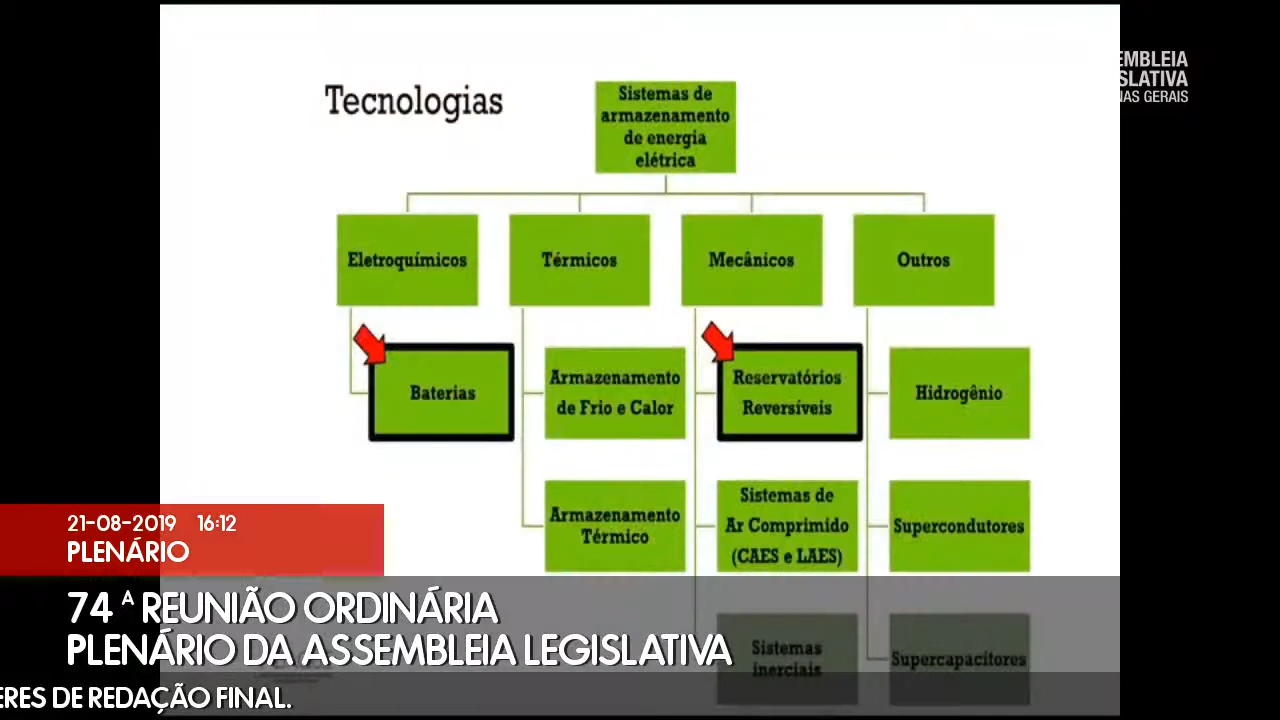 EMBLEIA
SLATIVA
NAS GERAIS
Tecnologias
Sistemas de
armazenamento
de energia
elétrica
Eletroquímicos
Térmicos
Mecânicos
Outros
Baterias
Armazenamento
de Frio e Calor
Reservatórios
Reversíveis
Hidrogênio
Armazenamento
Térmico
Sistemas de
Ar Comprimido
(CAES e LAES)
Supercondutores
Sistemas
inerciais
Supercapacitores
21-08-2019 16:12
PLENÁRIO
74 ª REUNIÃO ORDINÁRIA
PLENÁRIO DA ASSEMBLEIA LEGISLATIVA
ERES DE REDAÇÃO FINAL.